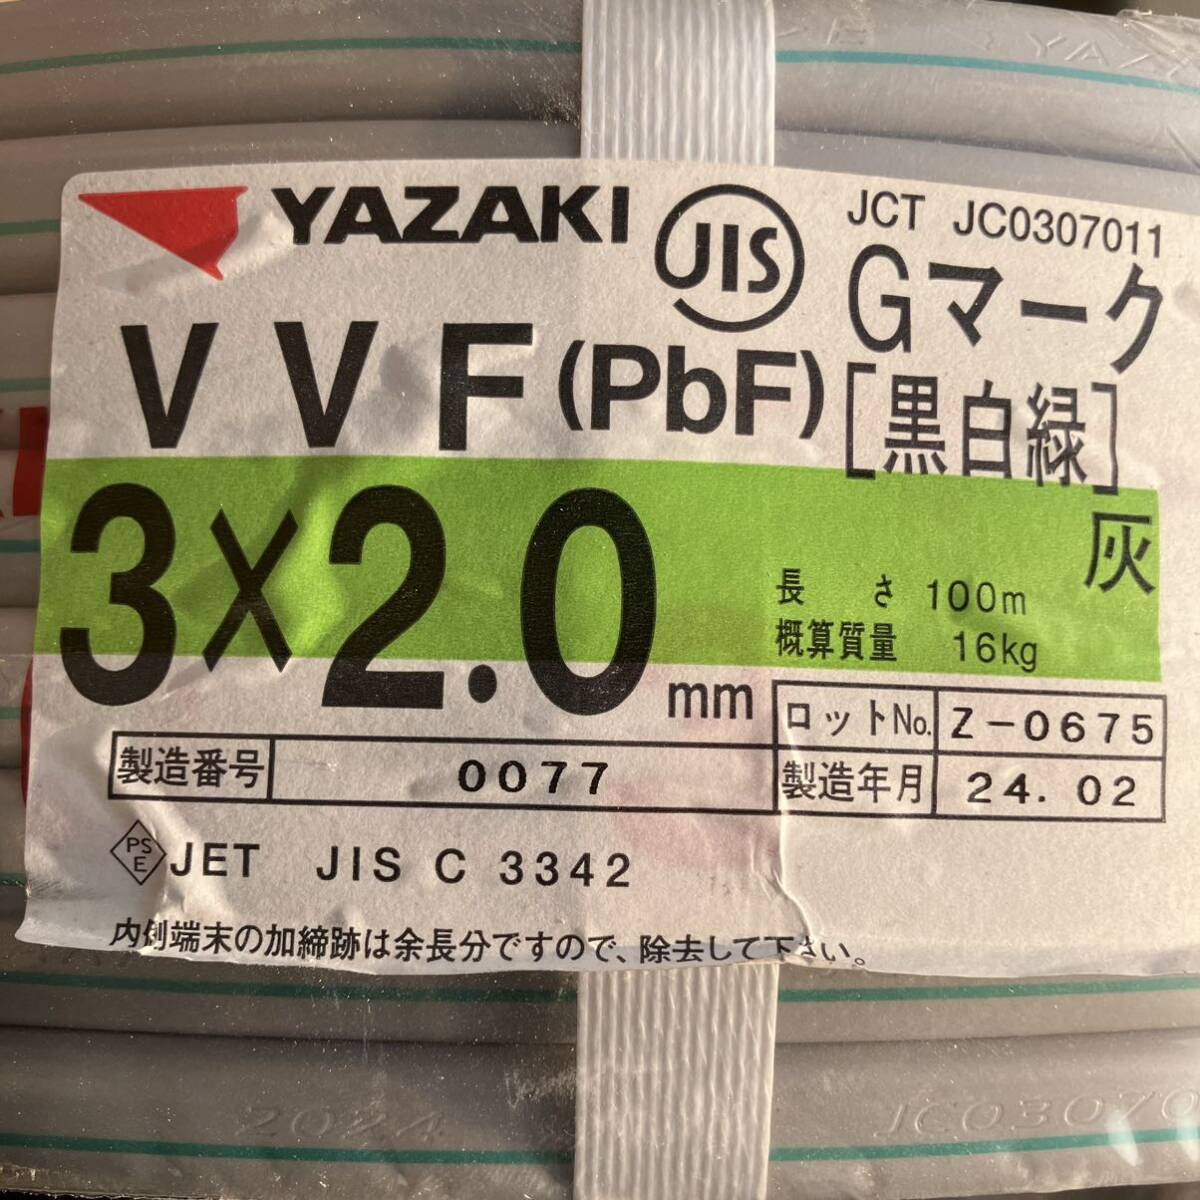 YAZAKI
JIS
JCT JC0307011
VVF (PbF)
Gマーク
[黒白緑]
灰
3×2.0 mm
長さ 100m
概算質量 16kg
ロットNo. Z-0675
製造番号 0077
製造年月 24.02
PS
E
JET JIS C 3342
内側端末の加締跡は余長分ですので、除去して下さい。
2024
JC03070